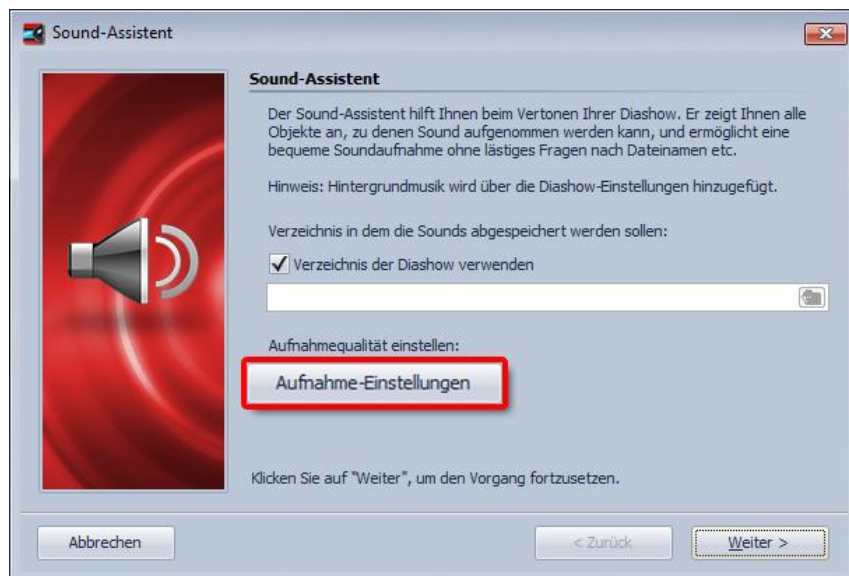 Sound-Assistent
Sound-Assistent
Der Sound-Assistent hilft Ihnen beim Vertonen Ihrer Diashow. Er zeigt Ihnen alle
Objekte an, zu denen Sound aufgenommen werden kann, und ermöglicht eine
bequeme Soundaufnahme ohne lästiges Fragen nach Dateinamen etc.
Hinweis: Hintergrundmusik wird über die Diashow-Einstellungen hinzugefügt.
Verzeichnis in dem die Sounds abgespeichert werden sollen:
Verzeichnis der Diashow verwenden
Aufnahmequalität einstellen:
Aufnahme-Einstellungen
Klicken Sie auf "Weiter", um den Vorgang fortzusetzen.
Abbrechen
< Zurück
Weiter >